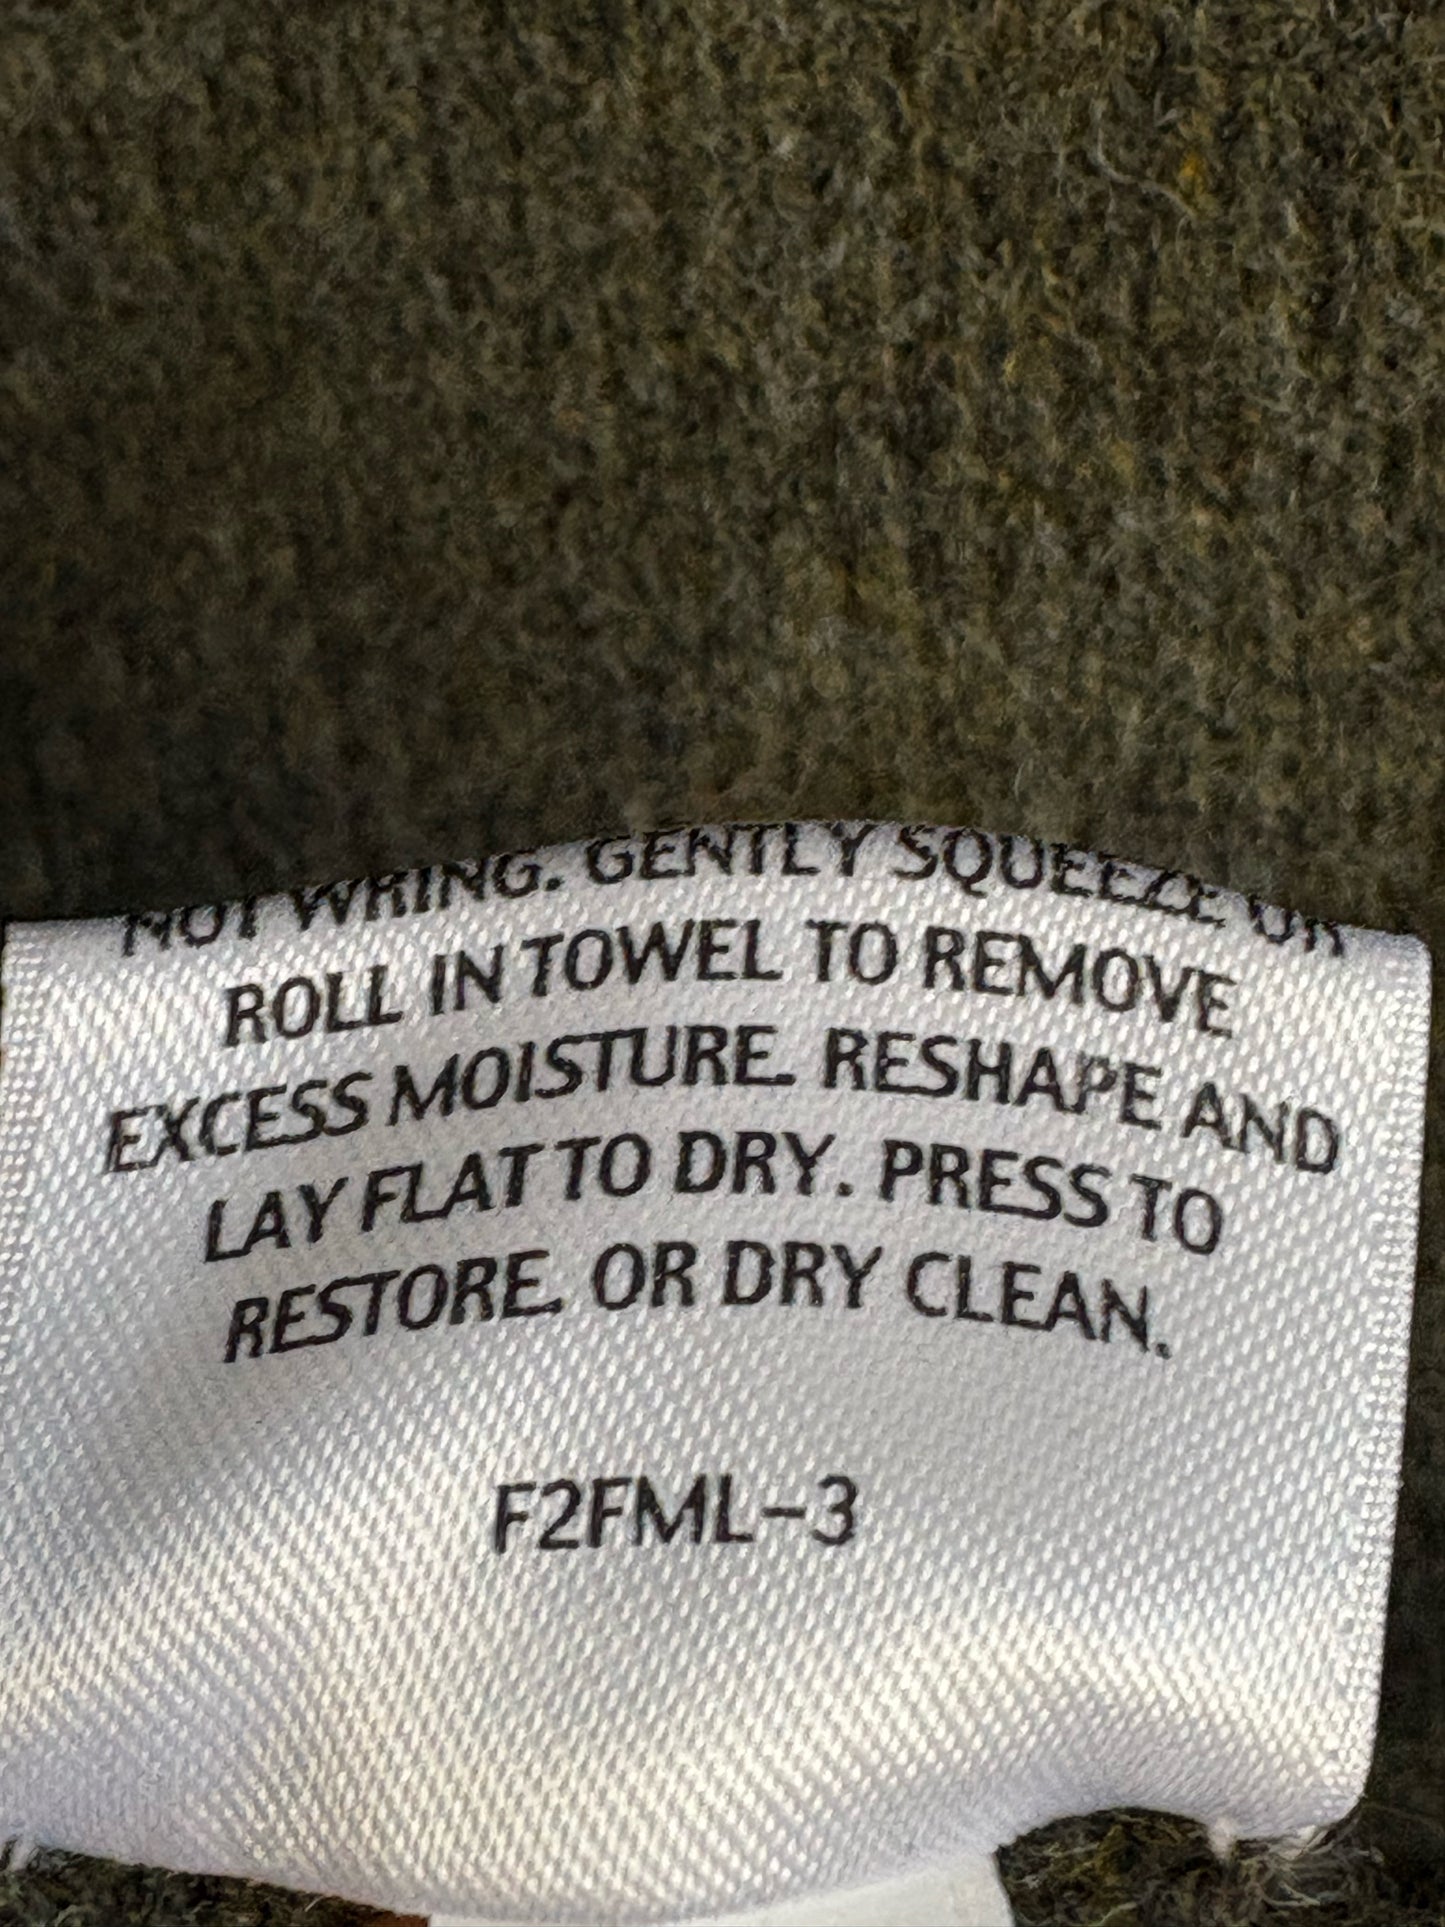 NOT WRING. GENTLY SQUEEZE OR
ROLL IN TOWEL TO REMOVE
EXCESS MOISTURE. RESHAPE AND
LAY FLAT TO DRY. PRESS TO
RESTORE. OR DRY CLEAN.
F2FML-3